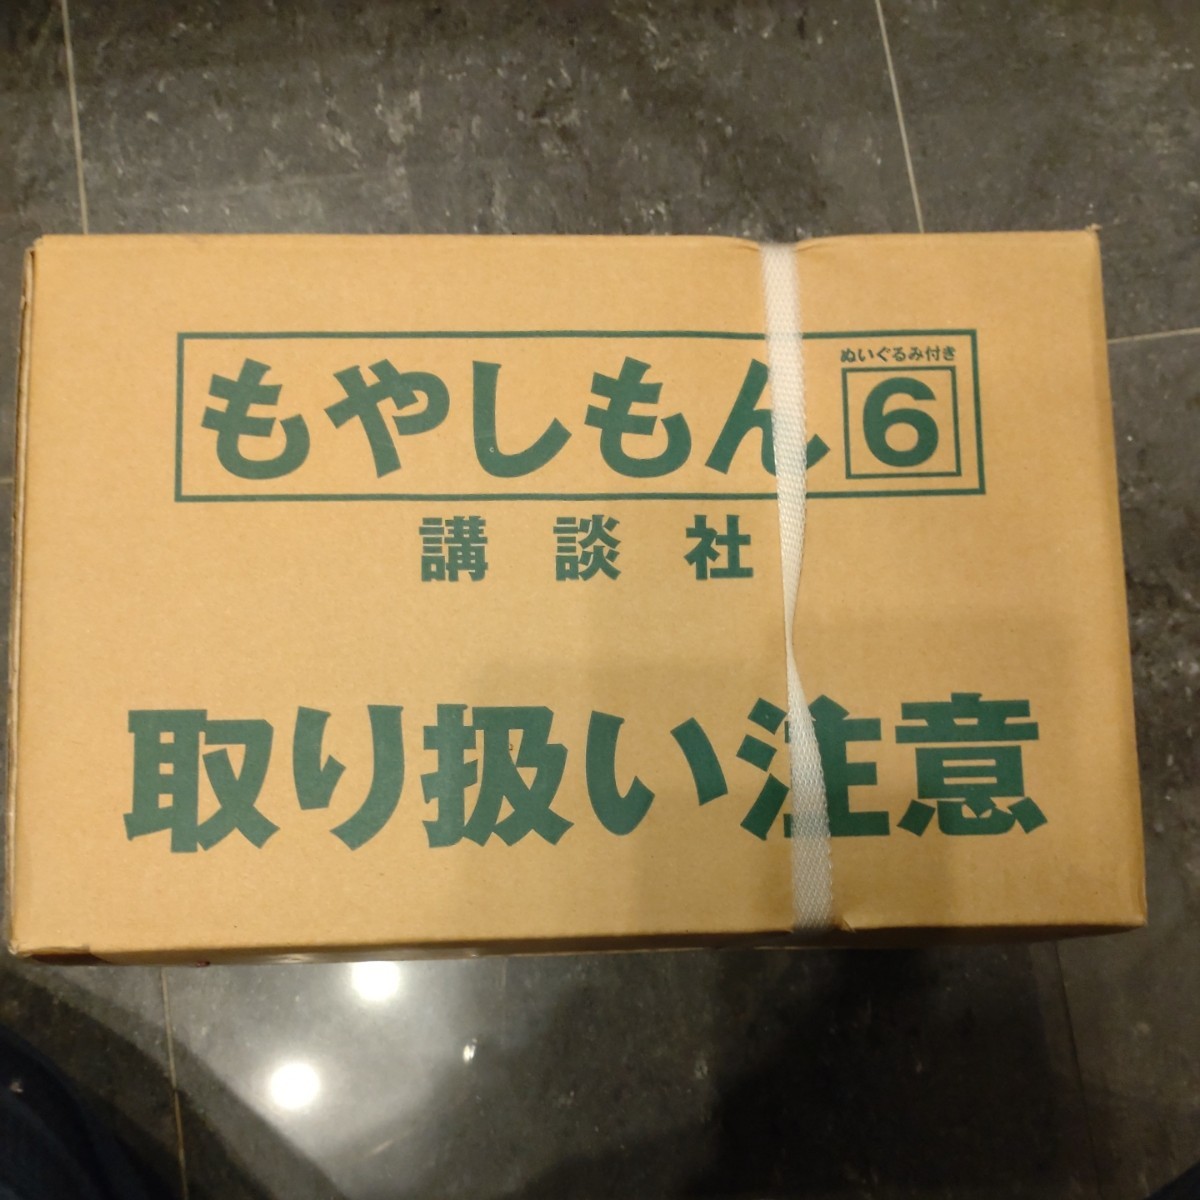 ぬいぐるみ付き
もやしもん 6
講談社
取り扱い注意